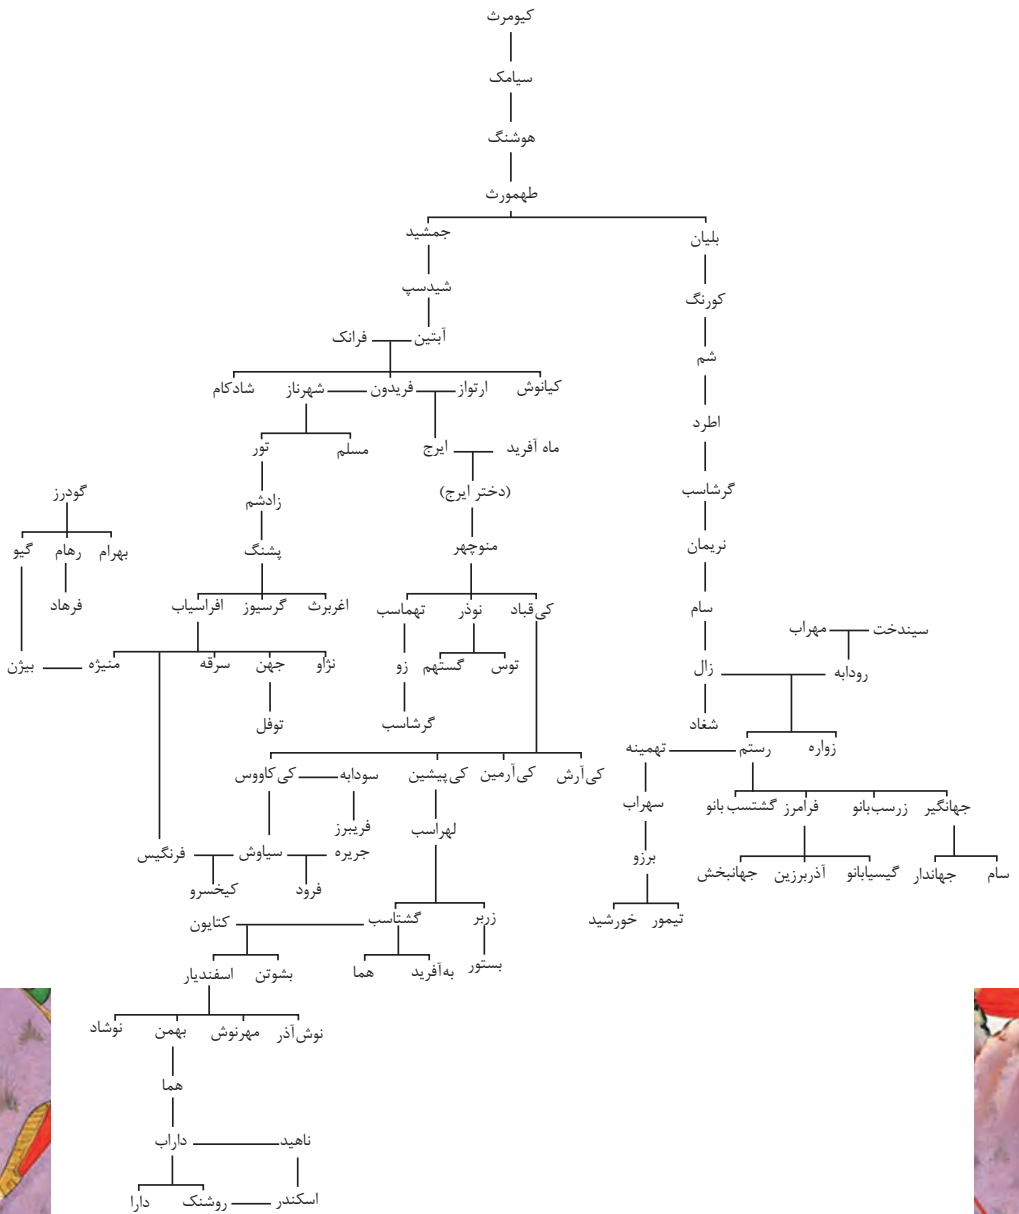 کیومرث
سیامک
هوشنگ
طهمورث
جمشید
بلیان
شیدسپ
کورنگ
آبتین
فرانک
شم
کیانوش
ارتواز
فریدون
شهرناز
شادکام
اطرد
ماه آفرید
ایرج
مسلم
تور
گرشاسب
(دختر ایرج)
زادشم
گودرز
نریمان
منوچهر
پشنگ
بهرام
رهام
گیو
سام
کی‌قباد
نوذر
تهماسب
اغربرث
گرسیوز
افراسیاب
فرهاد
سیندخت
مهراب
رودابه
زال
توس
گستهم
زو
نژاو
جهن
سرقه
منیژه
بیژن
شغاد
گرشاسب
توفل
زواره
رستم
تهمینه
کی‌آرش
کی‌آرمین
کی‌پیشین
سودابه
کی‌کاووس
جهانگیر
زرسب‌بانو
فرامرز
گشتسب‌بانو
سهراب
لهراسب
فریبرز
برزو
جریره
سیاوش
فرنگیس
سام
جهاندار
گیسیابانو
آذربرزین
جهانبخش
فرود
کیخسرو
تیمور
خورشید
زربر
گشتاسب
کتایون
بستور
به‌آفرید
هما
بشوتن
اسفندیار
نوش‌آذر
مهرنوش
بهمن
نوشاد
هما
ناهید
داراب
اسکندر
روشنک
دارا